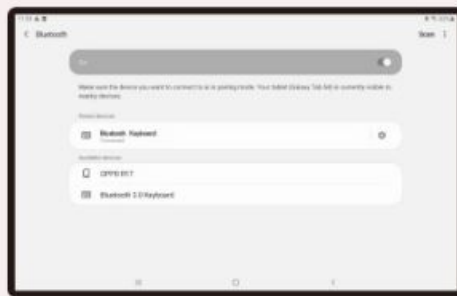 Bluetooth
Scan
On
Make sure the device you want to connect to is in pairing mode. Your tablet (Galaxy Tab S6) is currently visible to
nearby devices.
Paired devices
Bluetooth Keyboard
Connected
Available devices
OPPO R17
Bluetooth 3.0 Keyboard